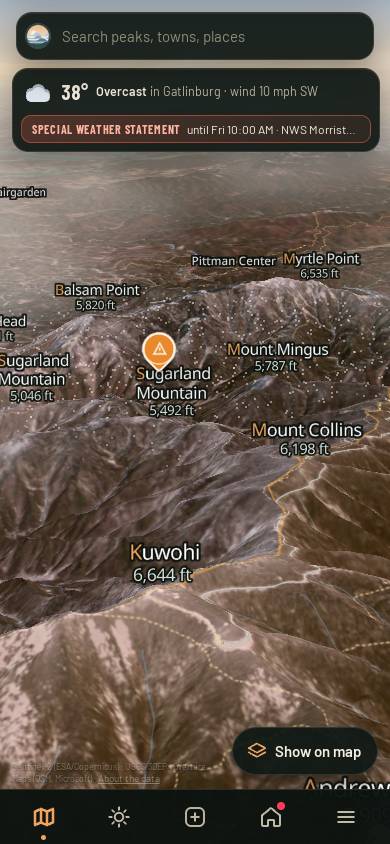 Search peaks, towns, places
38° Overcast in Gatlinburg · wind 10 mph SW
SPECIAL WEATHER STATEMENT until Fri 10:00 AM · NWS Morrist...
airgarden
Pittman Center
Myrtle Point
6,535 ft
Balsam Point
5,820 ft
Head
ft
Mount Mingus
5,787 ft
Sugarland
Mountain
5,046 ft
Sugarland
Mountain
5,492 ft
Mount Collins
6,198 ft
Kuwohi
6,644 ft
Show on map
(ESA/Copernicus)
Microsoft) About the data
Andrew